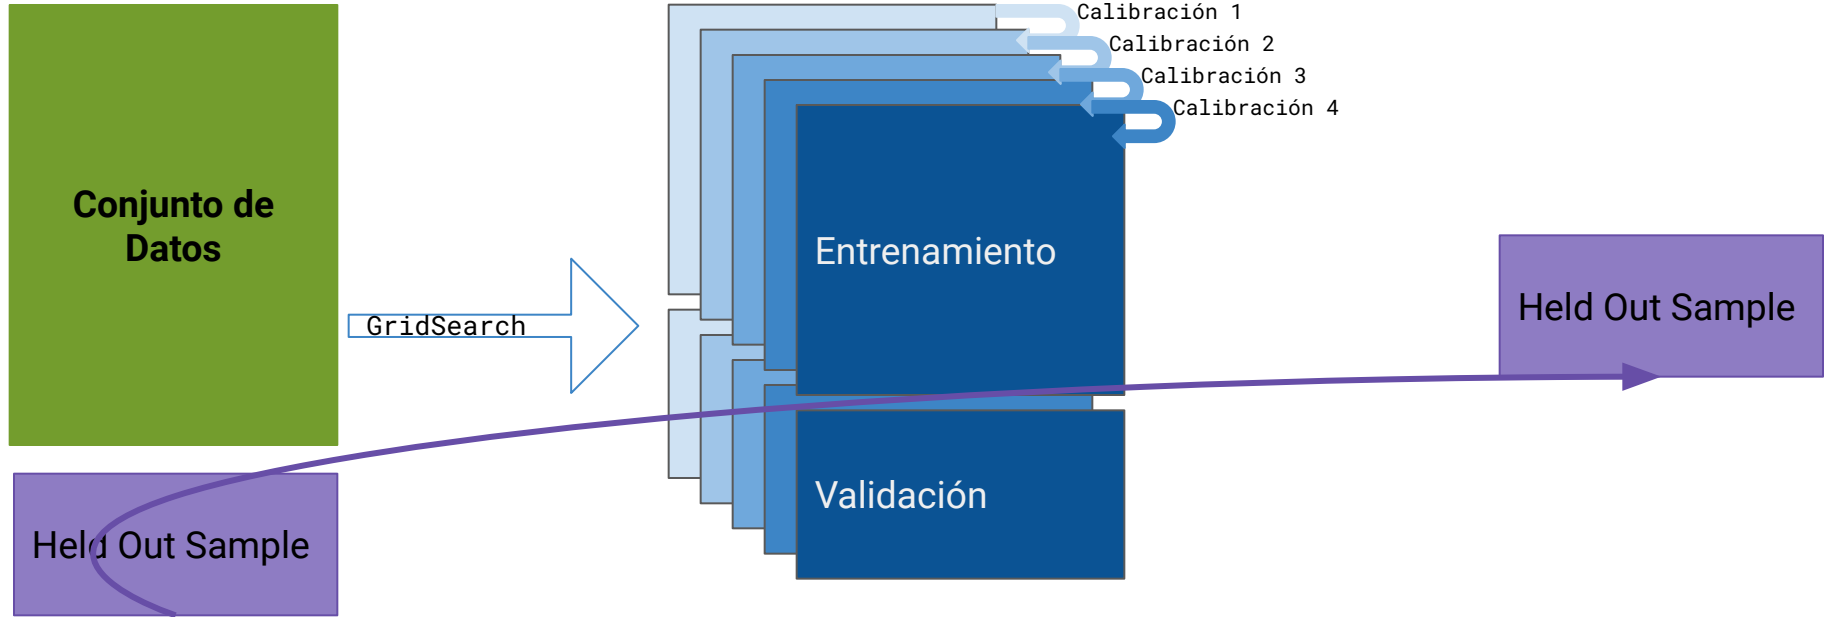 Conjunto de
Datos
Held Out Sample
GridSearch
Calibración 1
Calibración 2
Calibración 3
Calibración 4
Entrenamiento
Validación
Held Out Sample